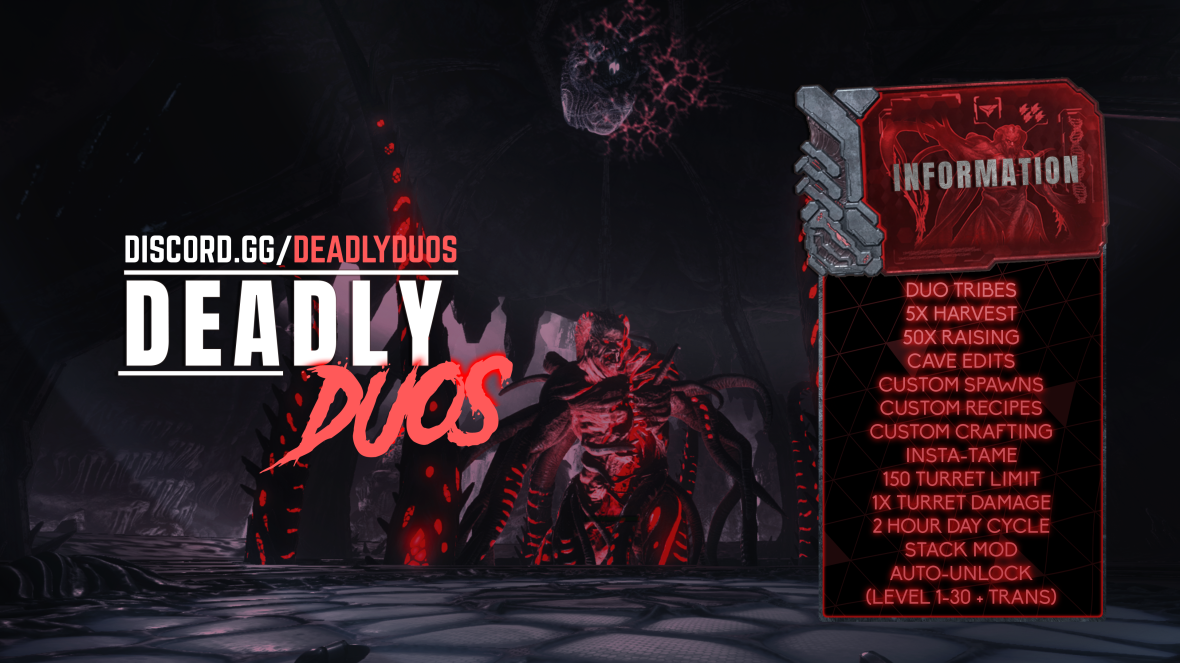 DISCORD.GG/DEADLYDUOS
DEADLY
DUOS
INFORMATION
DUO TRIBES
5X HARVEST
50X RAISING
CAVE EDITS
CUSTOM SPAWNS
CUSTOM RECIPES
CUSTOM CRAFTING
INSTA-TAME
150 TURRET LIMIT
1X TURRET DAMAGE
2 HOUR DAY CYCLE
STACK MOD
AUTO-UNLOCK
(LEVEL 1-30 + TRANS)